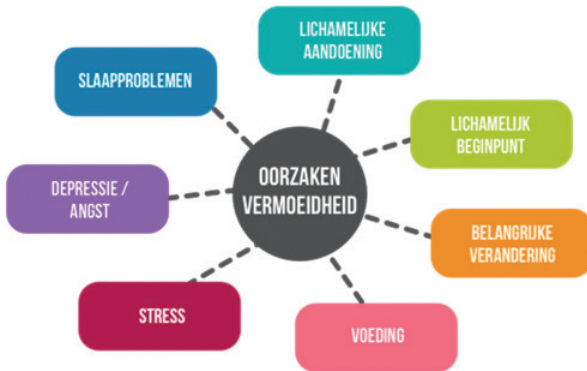 LICHAMELIJKE
AANDOENING
SLAAPPROBLEMEN
LICHAMELIJK
BEGINPUNT
OORZAKEN
VERMOEIDHEID
DEPRESSIE /
ANGST
BELANGRIJKE
VERANDERING
STRESS
VOEDING